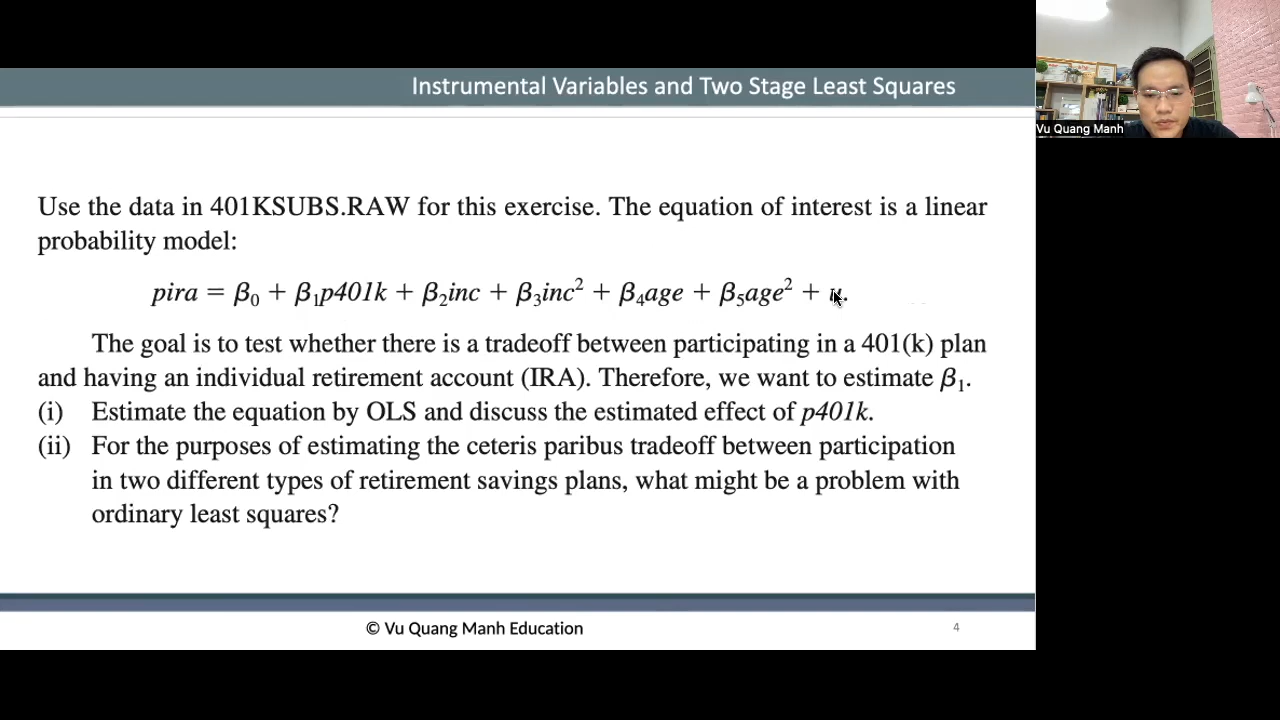 Instrumental Variables and Two Stage Least Squares
Vu Quang Manh
Use the data in 401KSUBS.RAW for this exercise. The equation of interest is a linear
probability model:
pira = β₀ + β₁p401k + β₂inc + β₃inc² + β₄age + β₅age² + u.
The goal is to test whether there is a tradeoff between participating in a 401(k) plan
and having an individual retirement account (IRA). Therefore, we want to estimate β₁.
(i) Estimate the equation by OLS and discuss the estimated effect of p401k.
(ii) For the purposes of estimating the ceteris paribus tradeoff between participation
in two different types of retirement savings plans, what might be a problem with
ordinary least squares?
© Vu Quang Manh Education
4